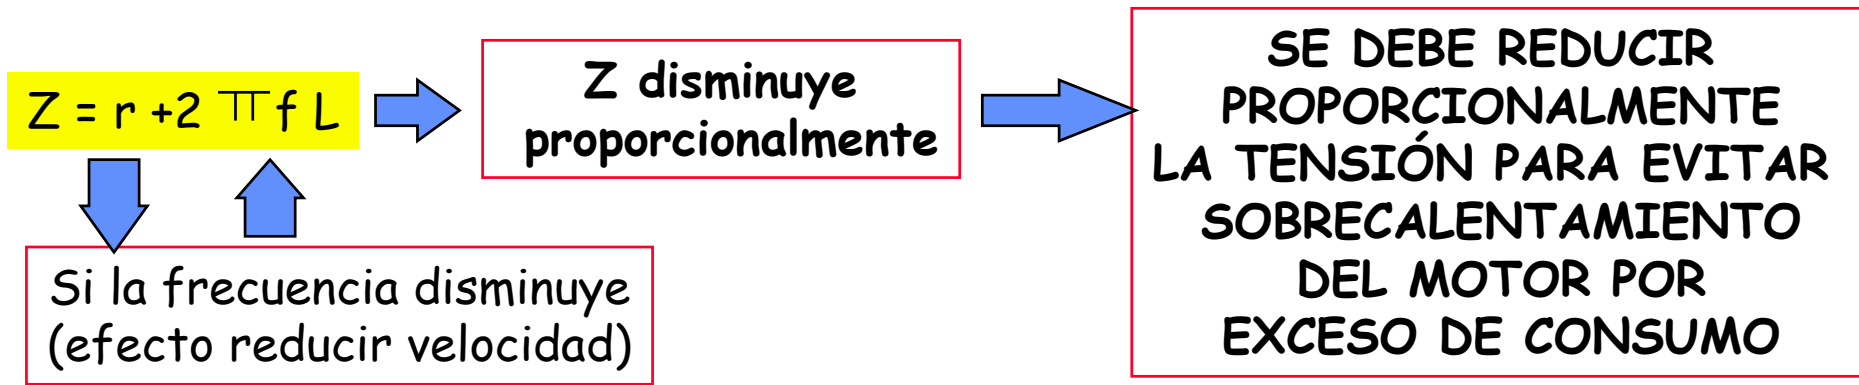 Z = r +2 π f L
Si la frecuencia disminuye
(efecto reducir velocidad)
Z disminuye
proporcionalmente
SE DEBE REDUCIR
PROPORCIONALMENTE
LA TENSIÓN PARA EVITAR
SOBRECALENTAMIENTO
DEL MOTOR POR
EXCESO DE CONSUMO